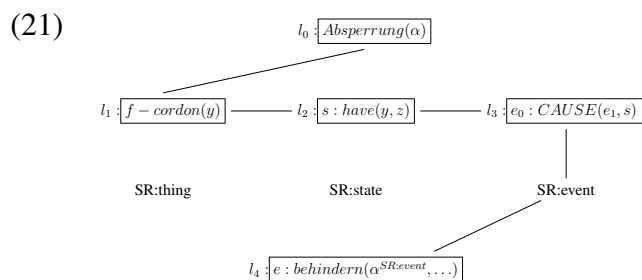 (21)
l₀ : Absperrung(α)
l₁ : f − cordon(y) l₂ : s : have(y, z) l₃ : e₀ : CAUSE(e₁, s)
SR:thing SR:state SR:event
l₄ : e : behindern(α^SR:event, . . .)